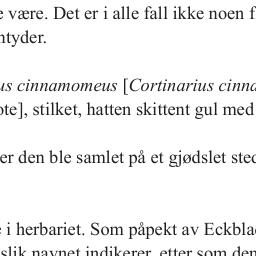 være. Det er i alle fall ikke noen
ntyder.
us cinnamomeus [Cortinarius cinna
ote], stilket, hatten skittent gul med
er den ble samlet på et gjødslet sted
i herbariet. Som påpekt av Eckblad
slik navnet indikerer, etter som den